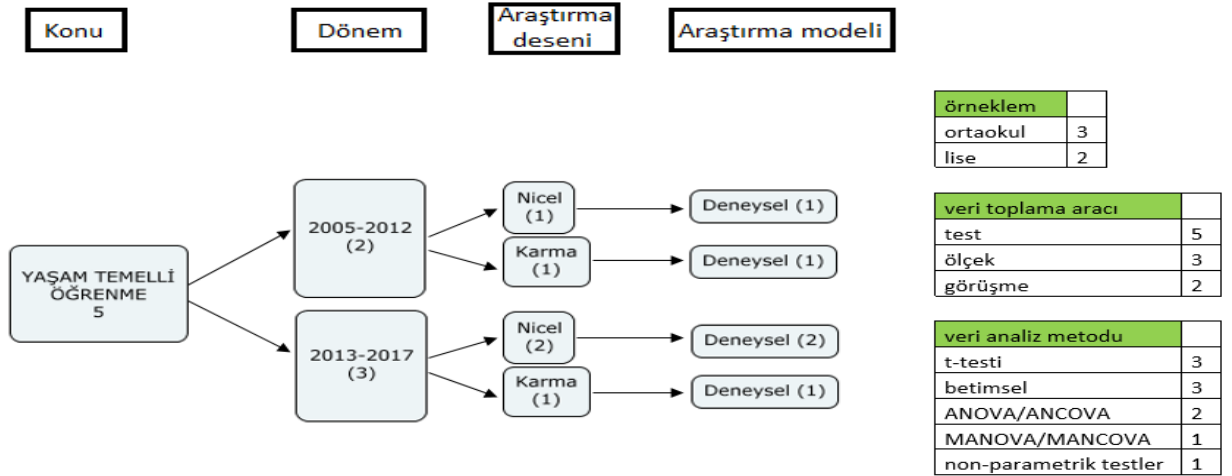 Konu
Dönem
Araştırma
deseni
Araştırma modeli
YAŞAM TEMELLİ
ÖĞRENME
5
2005-2012
(2)
Nicel
(1)
Deneysel (1)
Karma
(1)
Deneysel (1)
2013-2017
(3)
Nicel
(2)
Deneysel (2)
Karma
(1)
Deneysel (1)
örneklem
ortaokul 3
lise 2
veri toplama aracı
test 5
ölçek 3
görüşme 2
veri analiz metodu
t-testi 3
betimsel 3
ANOVA/ANCOVA 2
MANOVA/MANCOVA 1
non-parametrik testler 1